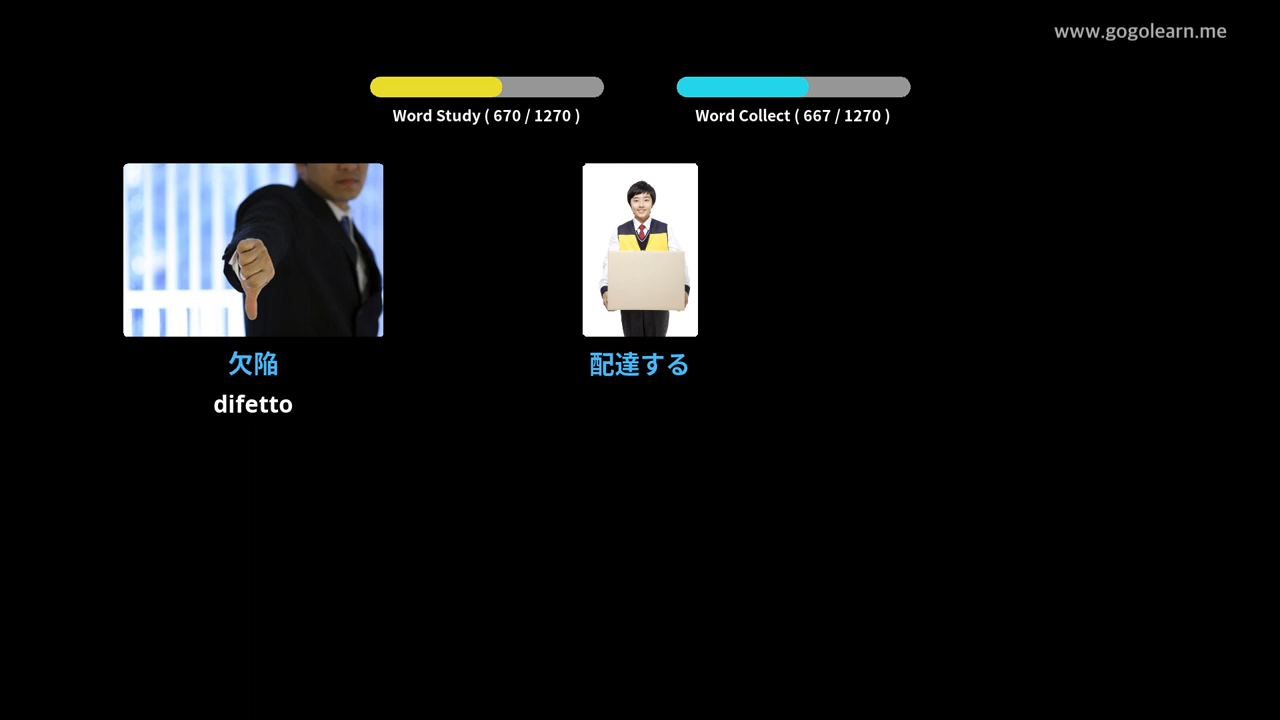 www.gogolearn.me
Word Study ( 670 / 1270 )
Word Collect ( 667 / 1270 )
欠陥
difetto
配達する